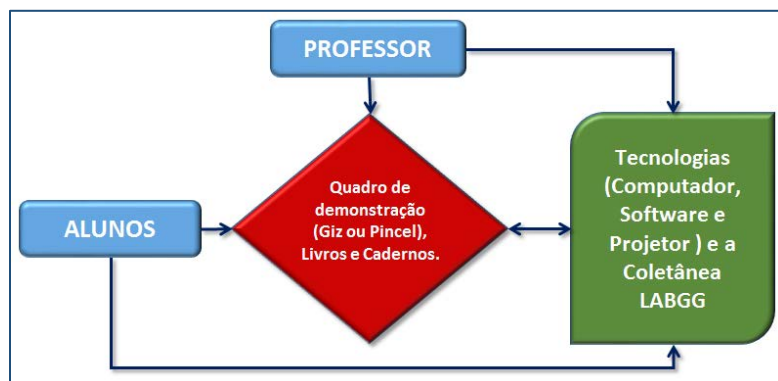 PROFESSOR
ALUNOS
Quadro de
demonstração
(Giz ou Pincel),
Livros e Cadernos.
Tecnologias
(Computador,
Software e
Projetor ) e a
Coletânea
LABGG